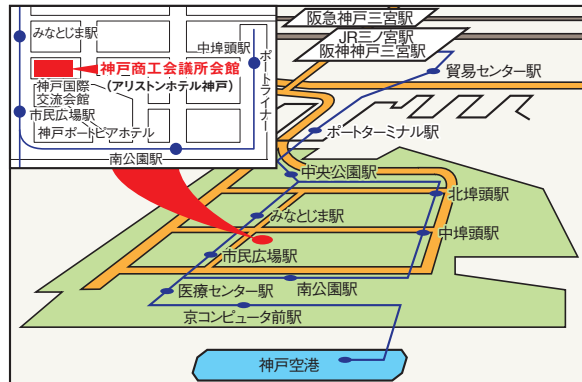 みなとじま駅
中埠頭駅
神戸商工会議所会館
(アリストンホテル神戸)
神戸国際
交流会館
市民広場駅
神戸ポートピアホテル
南公園駅
ポートライナー
阪急神戸三宮駅
JR三ノ宮駅
阪神神戸三宮駅
貿易センター駅
ポートターミナル駅
中央公園駅
北埠頭駅
みなとじま駅
中埠頭駅
市民広場駅
南公園駅
医療センター駅
京コンピュータ前駅
神戸空港